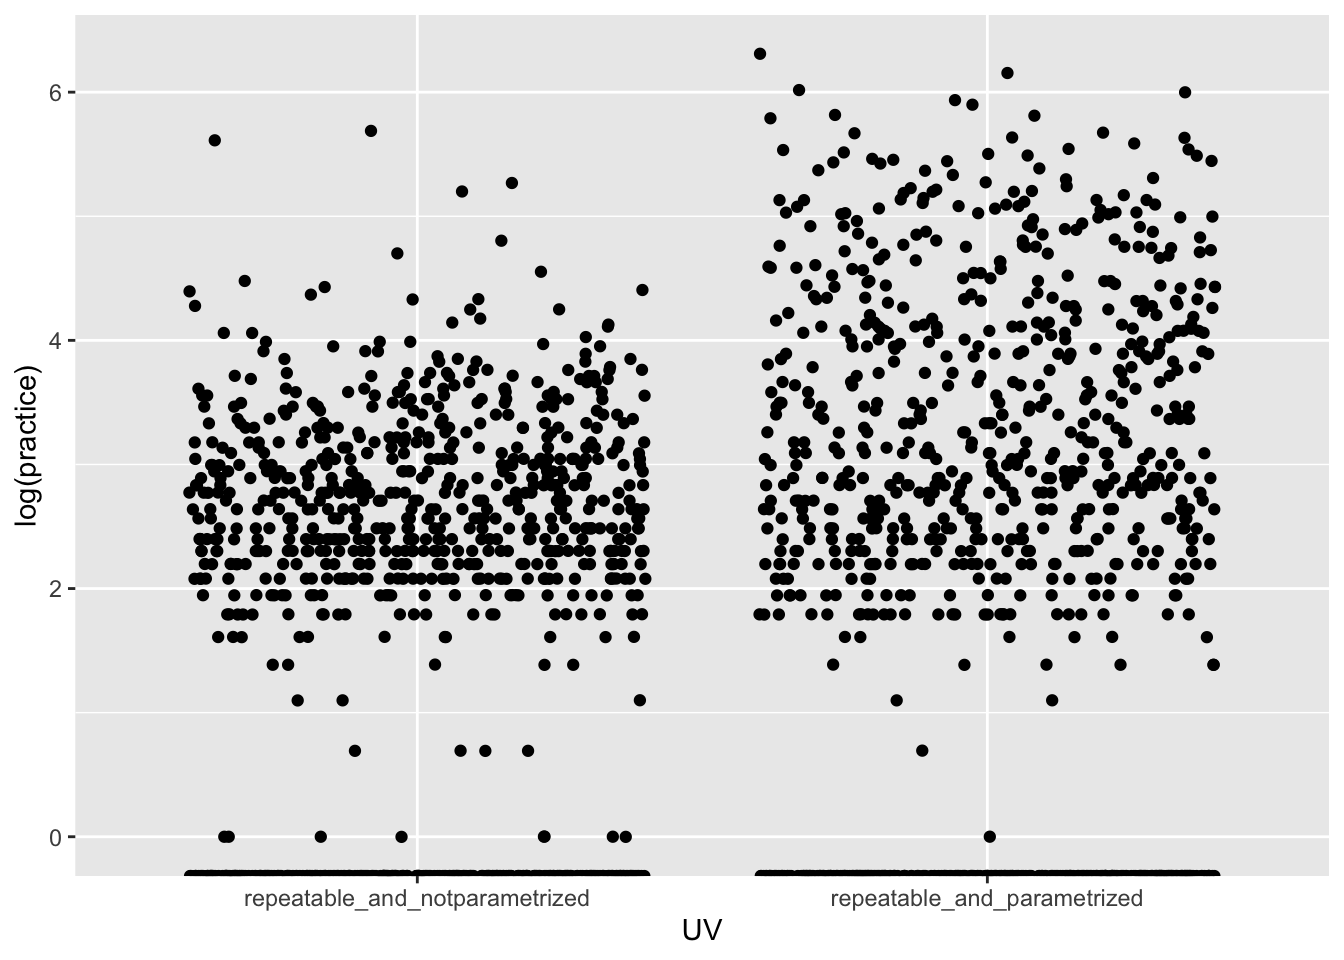 log(practice)
6
4
2
0
repeatable_and_notparametrized
repeatable_and_parametrized
UV